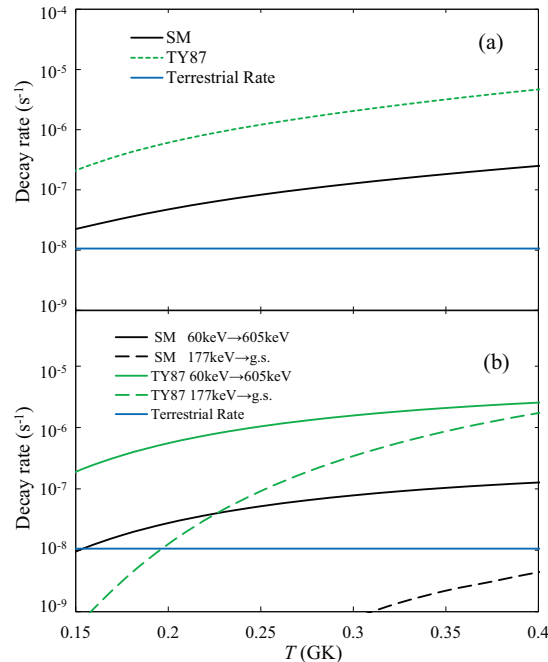 10⁻⁴
SM
(a)
TY87
Terrestrial Rate
10⁻⁵
10⁻⁶
10⁻⁷
10⁻⁸
10⁻⁹
Decay rate (s⁻¹)
SM 60keV→605keV
(b)
SM 177keV→g.s.
TY87 60keV→605keV
TY87 177keV→g.s.
Terrestrial Rate
10⁻⁵
10⁻⁶
10⁻⁷
10⁻⁸
10⁻⁹
Decay rate (s⁻¹)
0.15 0.2 0.25 0.3 0.35 0.4
T (GK)